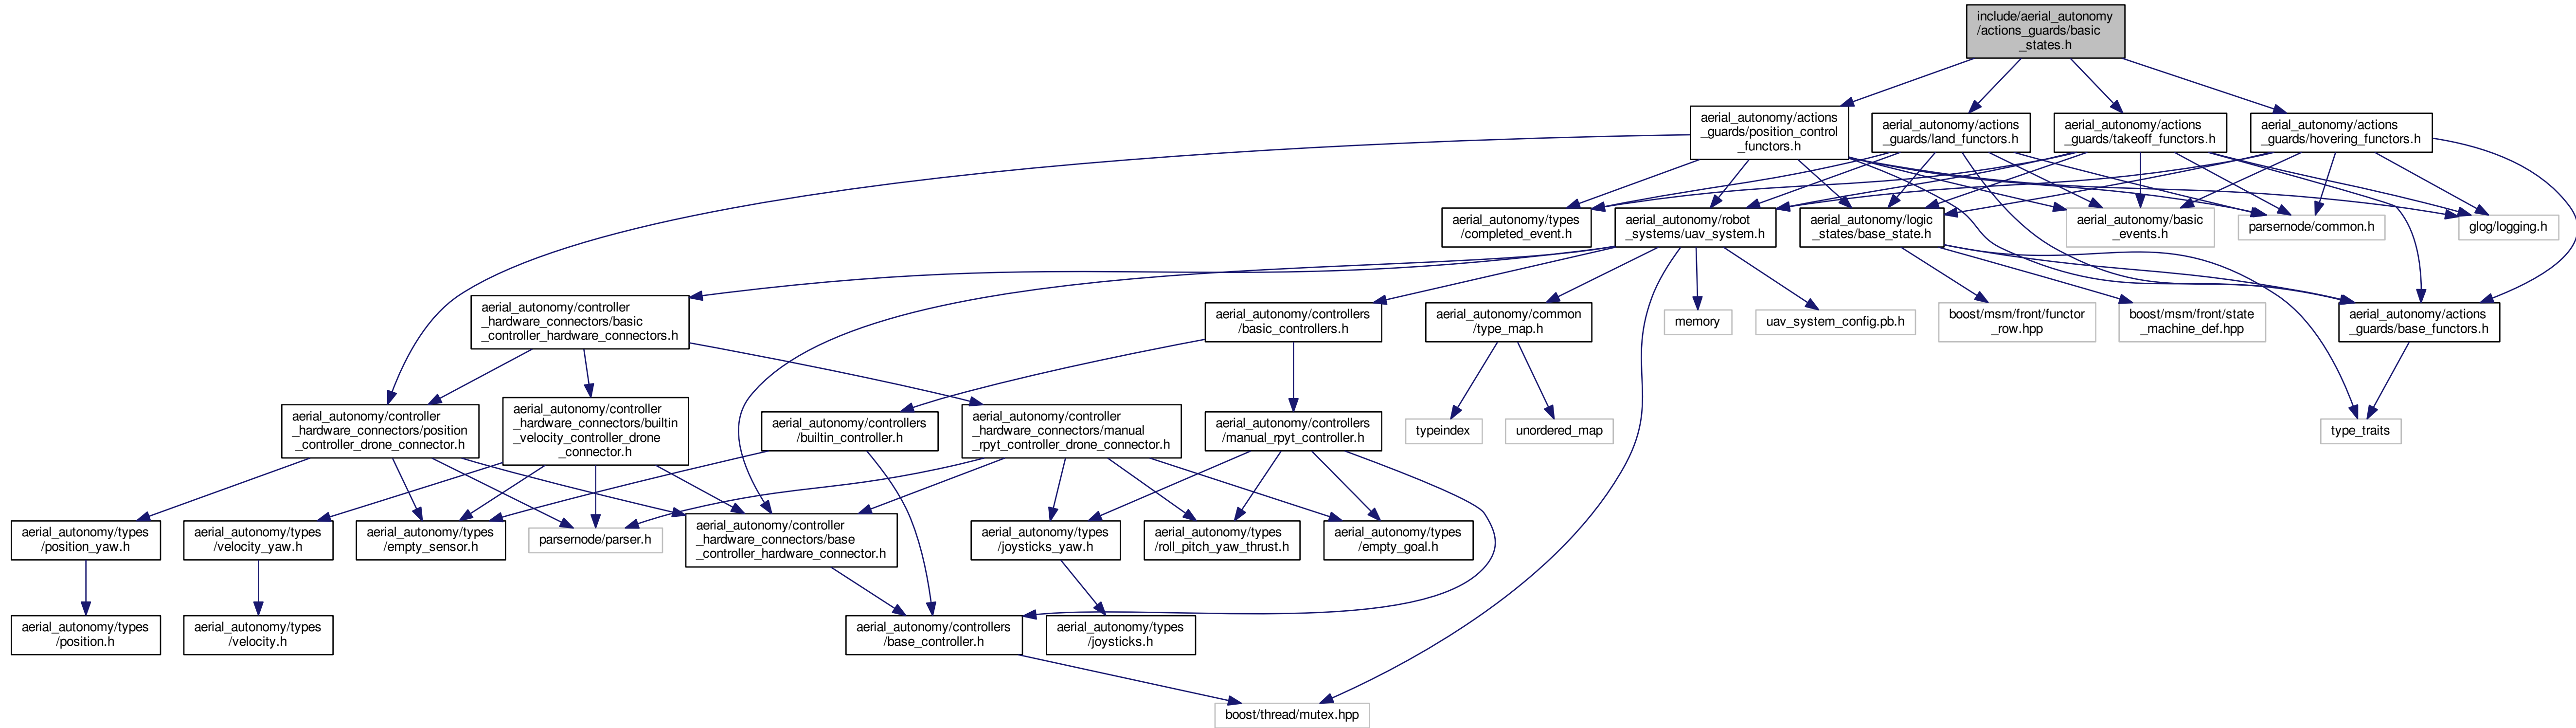 include/aerial_autonomy
/actions_guards/basic
_states.h
aerial_autonomy/actions
_guards/position_control
_functors.h
aerial_autonomy/actions
_guards/land_functors.h
aerial_autonomy/actions
_guards/takeoff_functors.h
aerial_autonomy/actions
_guards/hovering_functors.h
aerial_autonomy/types
/completed_event.h
aerial_autonomy/robot
_systems/uav_system.h
aerial_autonomy/logic
_states/base_state.h
aerial_autonomy/basic
_events.h
parsernode/common.h
glog/logging.h
aerial_autonomy/controller
_hardware_connectors/basic
_controller_hardware_connectors.h
aerial_autonomy/controllers
/basic_controllers.h
aerial_autonomy/common
/type_map.h
memory
uav_system_config.pb.h
boost/msm/front/functor
_row.hpp
boost/msm/front/state
_machine_def.hpp
aerial_autonomy/actions
_guards/base_functors.h
aerial_autonomy/controller
_hardware_connectors/position
_controller_drone_connector.h
aerial_autonomy/controller
_hardware_connectors/builtin
_velocity_controller_drone
_connector.h
aerial_autonomy/controllers
/builtin_controller.h
aerial_autonomy/controller
_hardware_connectors/manual
_rpyt_controller_drone_connector.h
aerial_autonomy/controllers
/manual_rpyt_controller.h
typeindex
unordered_map
type_traits
aerial_autonomy/types
/position_yaw.h
aerial_autonomy/types
/velocity_yaw.h
aerial_autonomy/types
/empty_sensor.h
parsernode/parser.h
aerial_autonomy/controller
_hardware_connectors/base
_controller_hardware_connector.h
aerial_autonomy/types
/joysticks_yaw.h
aerial_autonomy/types
/roll_pitch_yaw_thrust.h
aerial_autonomy/types
/empty_goal.h
aerial_autonomy/types
/position.h
aerial_autonomy/types
/velocity.h
aerial_autonomy/controllers
/base_controller.h
aerial_autonomy/types
/joysticks.h
boost/thread/mutex.hpp